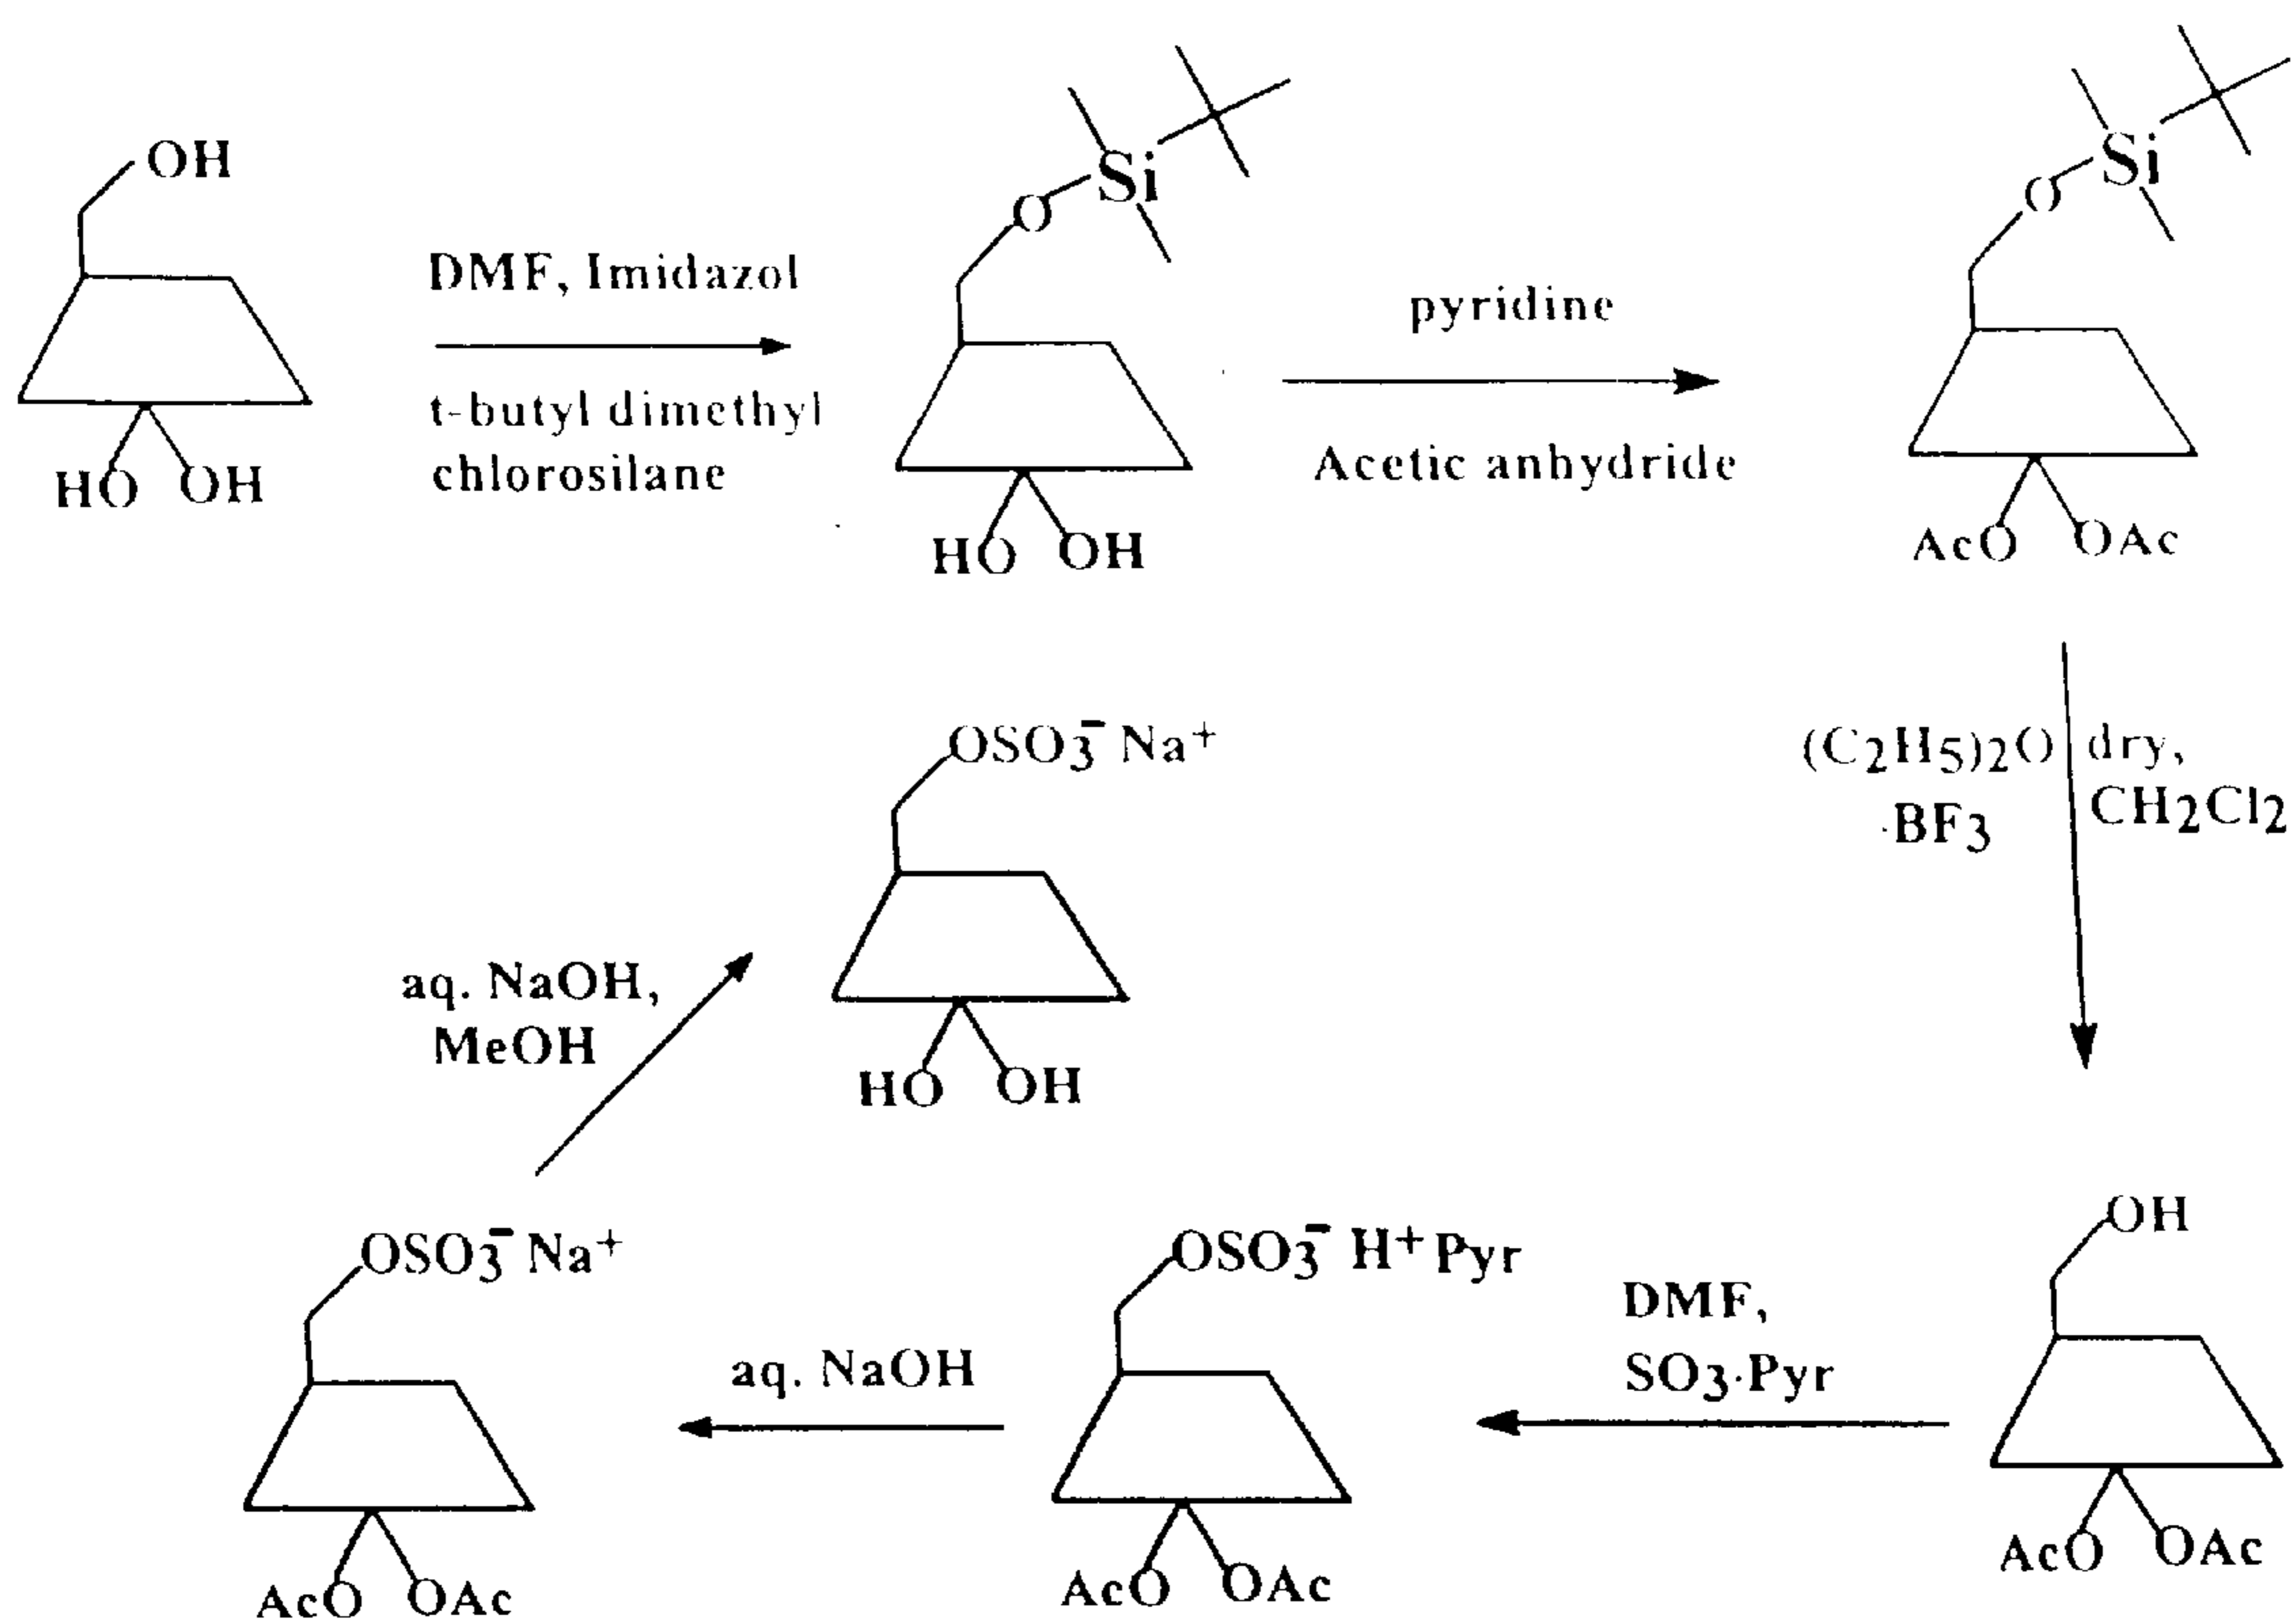 OH
HO OH
DMF, Imidazol
t-butyl dimethyl
chlorosilane
Si
O
HO OH
pyridine
Acetic anhydride
Si
O
AcO OAc
(C2H5)2O dry,
·BF3 CH2Cl2
OH
AcO OAc
DMF,
SO3·Pyr
OSO3⁻ H⁺ Pyr
AcO OAc
aq. NaOH
OSO3⁻ Na⁺
AcO OAc
aq. NaOH,
MeOH
OSO3⁻ Na⁺
HO OH